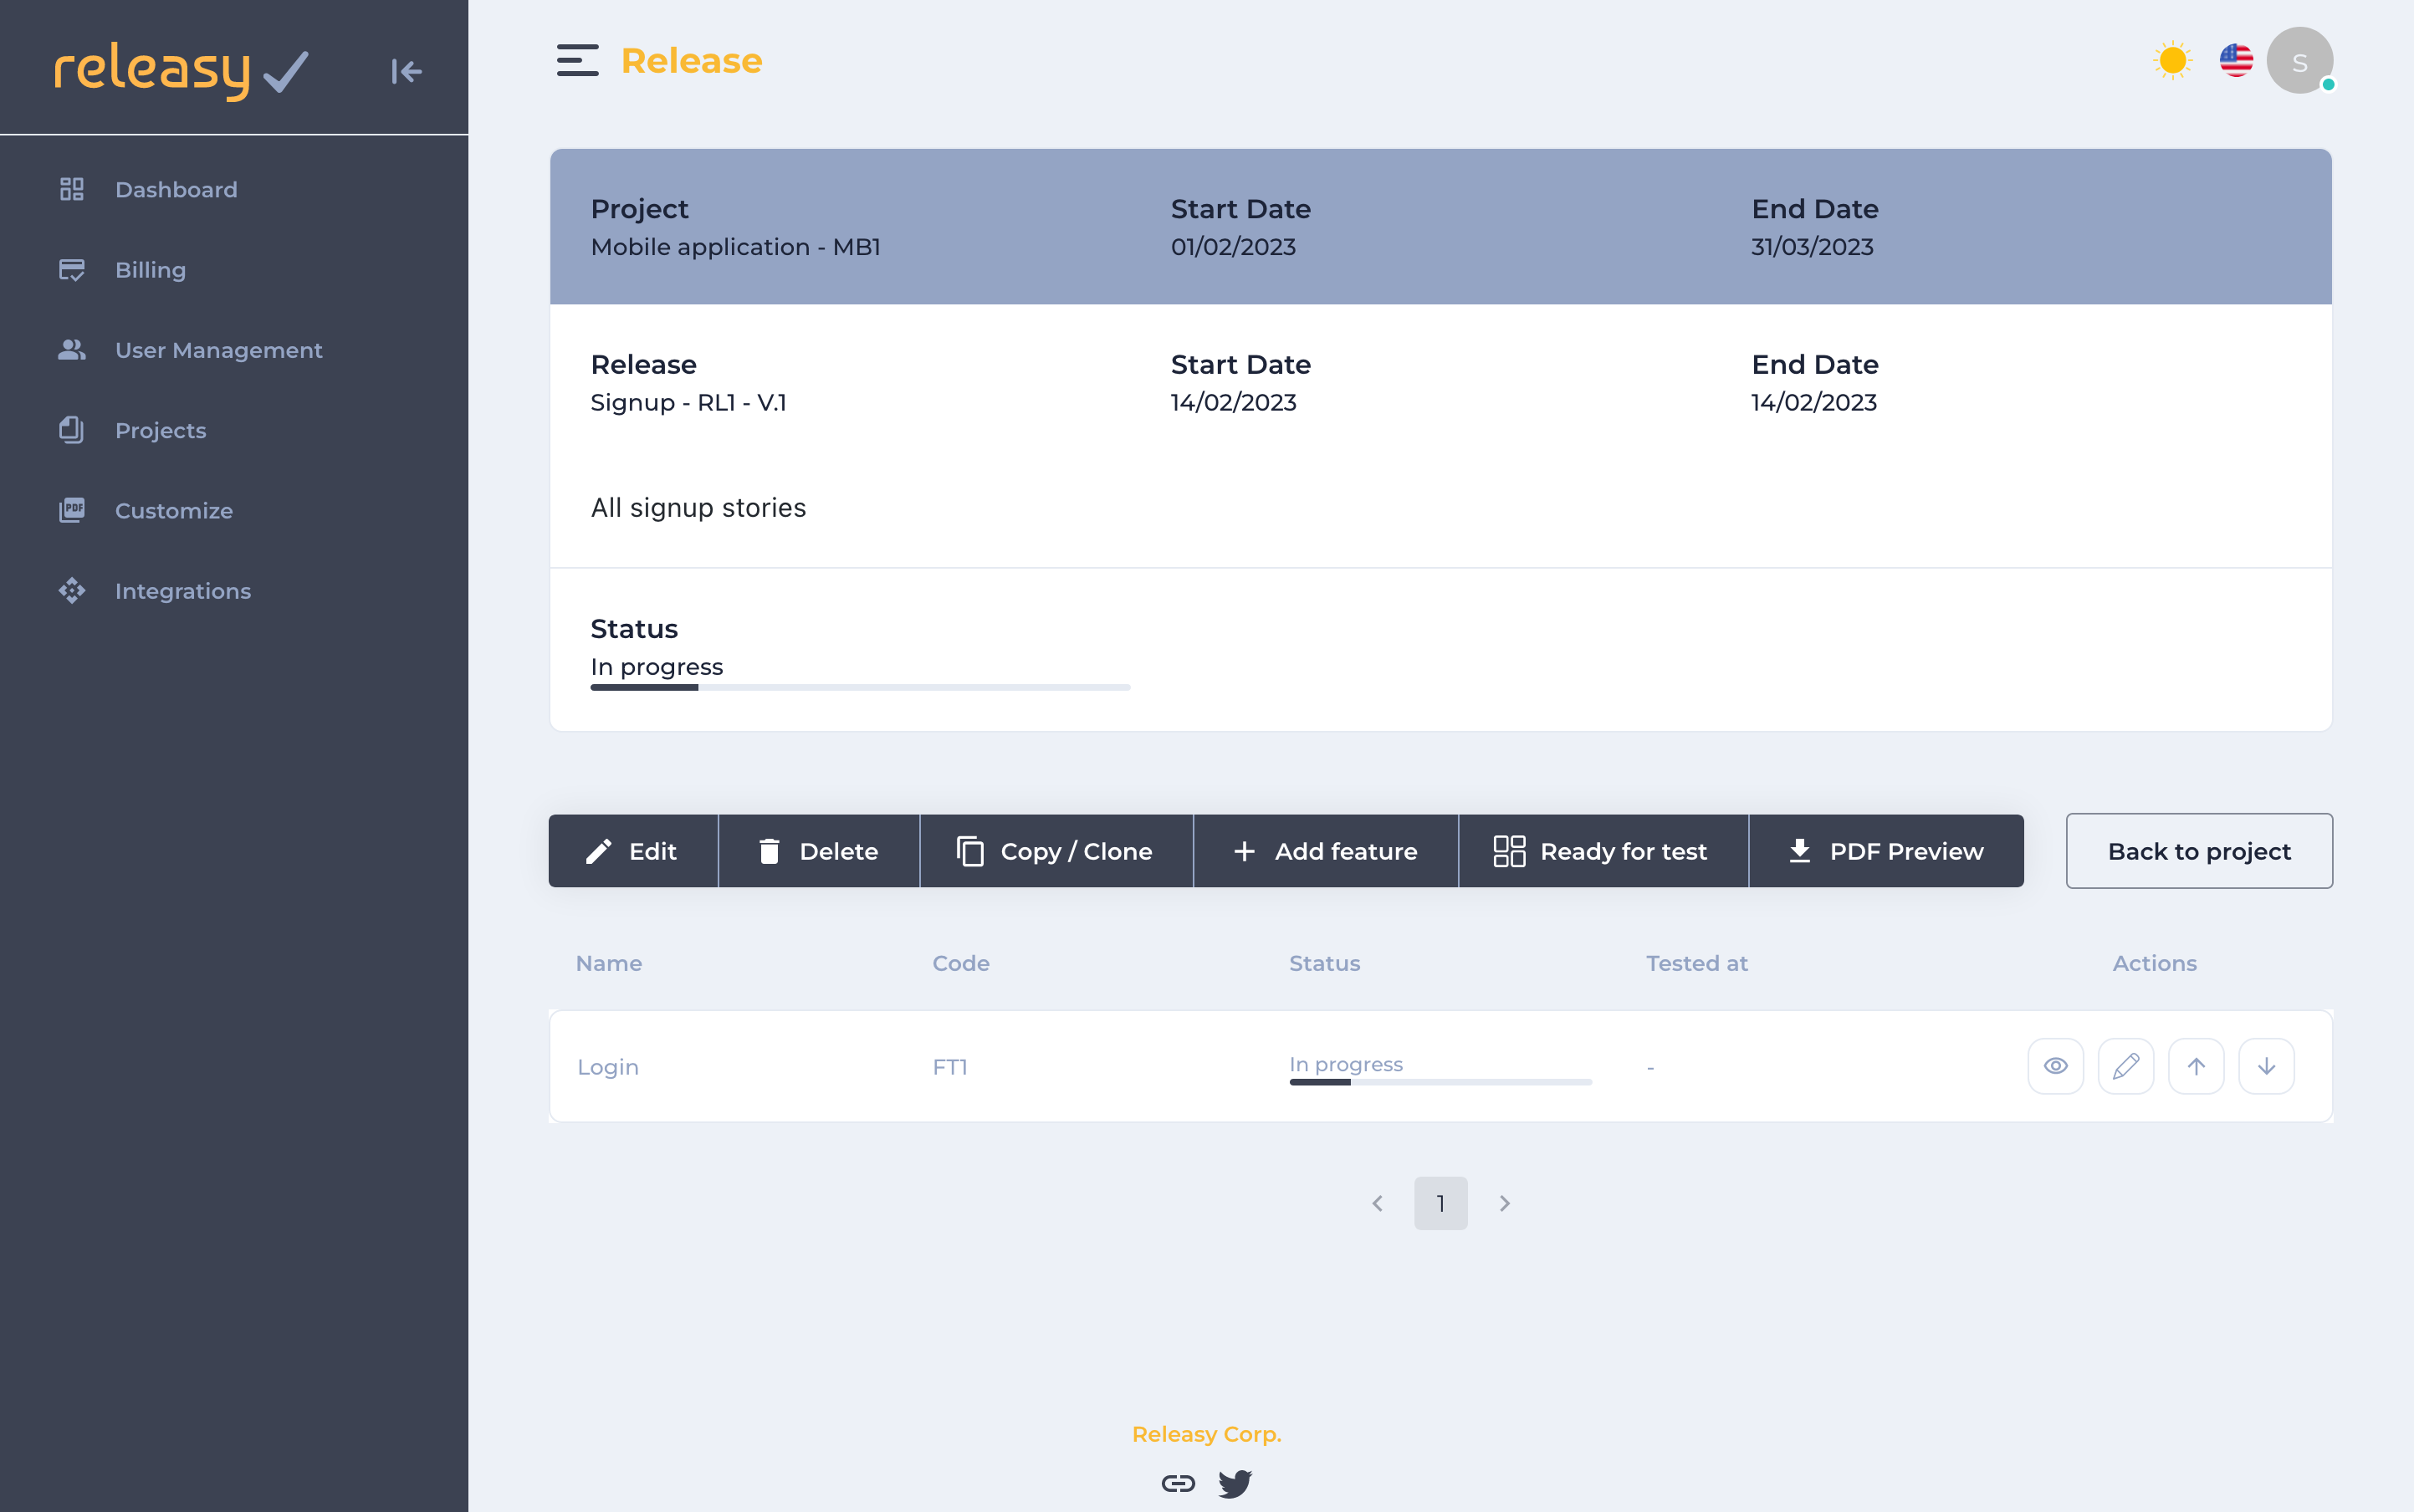 releasy
Dashboard
Billing
User Management
Projects
PDF Customize
Integrations
Release
S
Project
Mobile application - MB1
Start Date
01/02/2023
End Date
31/03/2023
Release
Signup - RL1 - V.1
Start Date
14/02/2023
End Date
14/02/2023
All signup stories
Status
In progress
Edit
Delete
Copy / Clone
Add feature
Ready for test
PDF Preview
Back to project
Name Code Status Tested at Actions
Login FT1 In progress -
1
Releasy Corp.